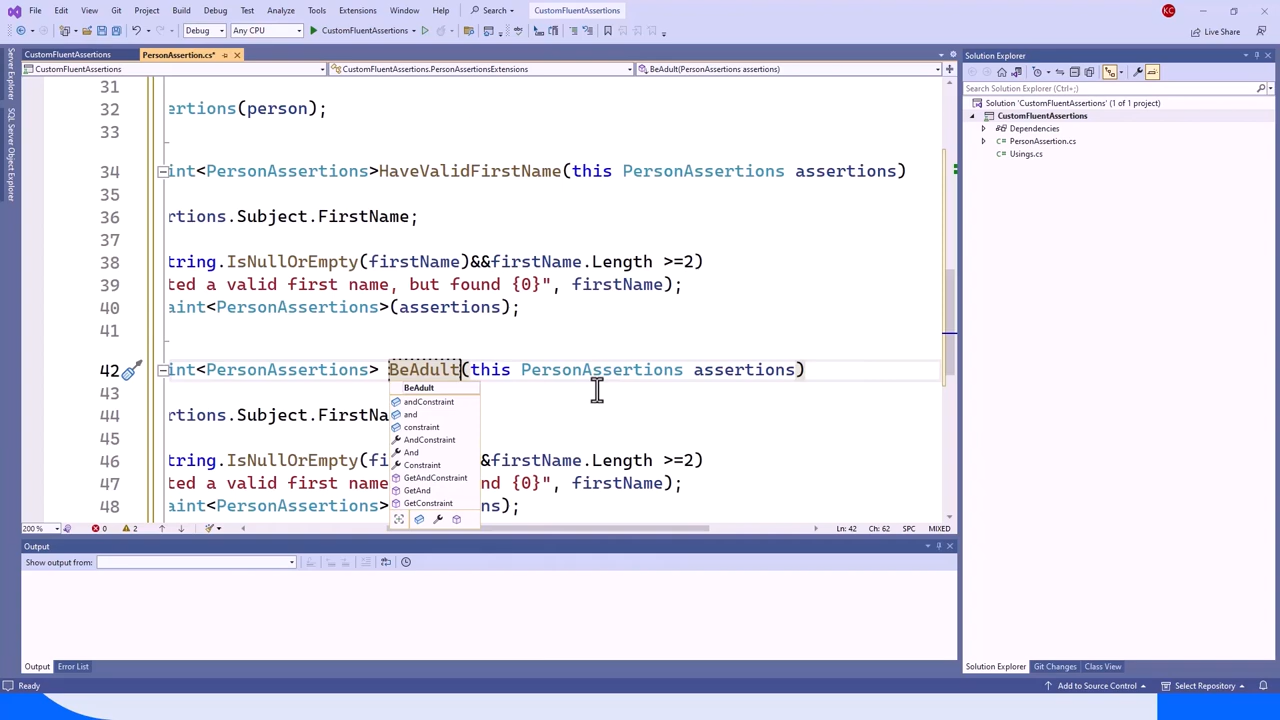 File Edit View Git Project Build Debug Test Analyze Tools Extensions Window Help Search CustomFluentAssertions KC
Debug Any CPU CustomFluentAssertions Live Share
CustomFluentAssertions PersonAssertion.cs*
CustomFluentAssertions CustomFluentAssertions.PersonAssertionsExtensions BeAdult(PersonAssertions assertions)
Server Explorer
SQL Server Object Explorer
31
32 ertions(person);
33
34 int<PersonAssertions>HaveValidFirstName(this PersonAssertions assertions)
35
36 rtions.Subject.FirstName;
37
38 tring.IsNullOrEmpty(firstName)&&firstName.Length >=2)
39 ted a valid first name, but found {0}", firstName);
40 aint<PersonAssertions>(assertions);
41
42 int<PersonAssertions> BeAdult(this PersonAssertions assertions)
43
44 rtions.Subject.FirstNa
45
46 tring.IsNullOrEmpty(fi &firstName.Length >=2)
47 ted a valid first name nd {0}", firstName);
48 aint<PersonAssertions> ns);
BeAdult
andConstraint
and
constraint
AndConstraint
And
Constraint
GetAndConstraint
GetAnd
GetConstraint
200 % 0 2 Ln: 42 Ch: 62 SPC MIXED
Output
Show output from:
Output Error List
Solution Explorer
Search Solution Explorer (Ctrl+;)
Solution 'CustomFluentAssertions' (1 of 1 project)
CustomFluentAssertions
Dependencies
C# PersonAssertion.cs
C# Usings.cs
Solution Explorer Git Changes Class View
Ready Add to Source Control Select Repository